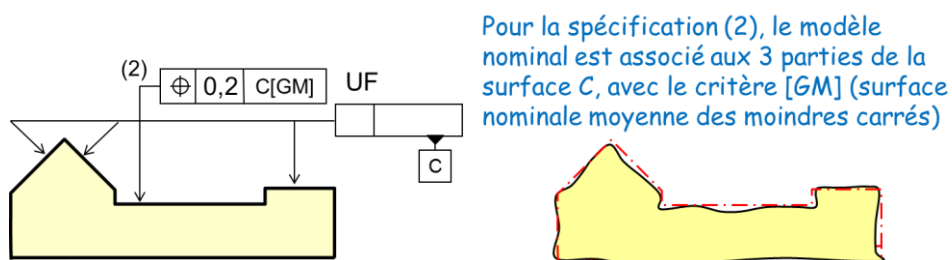 Pour la spécification (2), le modèle
nominal est associé aux 3 parties de la
surface C, avec le critère [GM] (surface
nominale moyenne des moindres carrés)
(2)
⌖ 0,2 C[GM]
UF
C